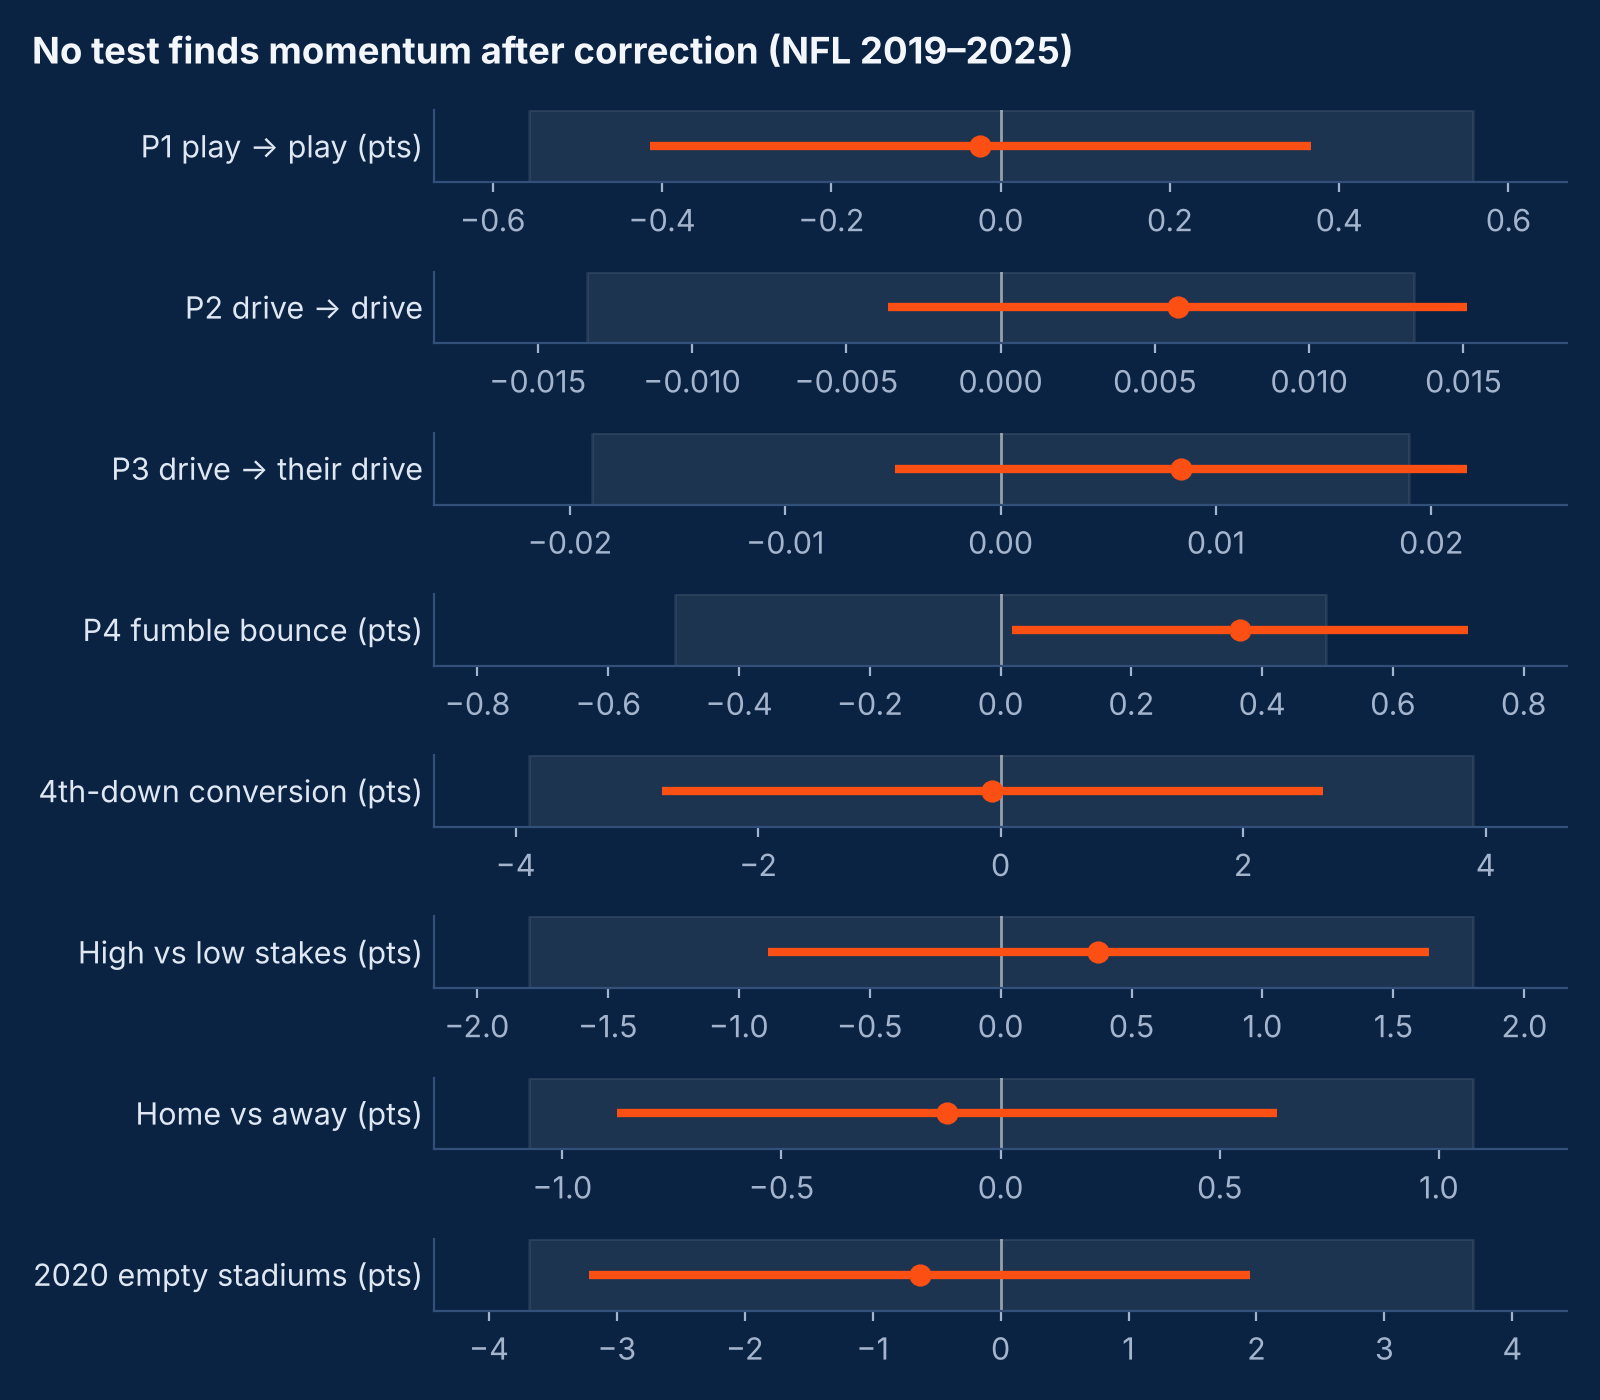 No test finds momentum after correction (NFL 2019–2025)
P1 play → play (pts)
−0.6 −0.4 −0.2 0.0 0.2 0.4 0.6
P2 drive → drive
−0.015 −0.010 −0.005 0.000 0.005 0.010 0.015
P3 drive → their drive
−0.02 −0.01 0.00 0.01 0.02
P4 fumble bounce (pts)
−0.8 −0.6 −0.4 −0.2 0.0 0.2 0.4 0.6 0.8
4th-down conversion (pts)
−4 −2 0 2 4
High vs low stakes (pts)
−2.0 −1.5 −1.0 −0.5 0.0 0.5 1.0 1.5 2.0
Home vs away (pts)
−1.0 −0.5 0.0 0.5 1.0
2020 empty stadiums (pts)
−4 −3 −2 −1 0 1 2 3 4